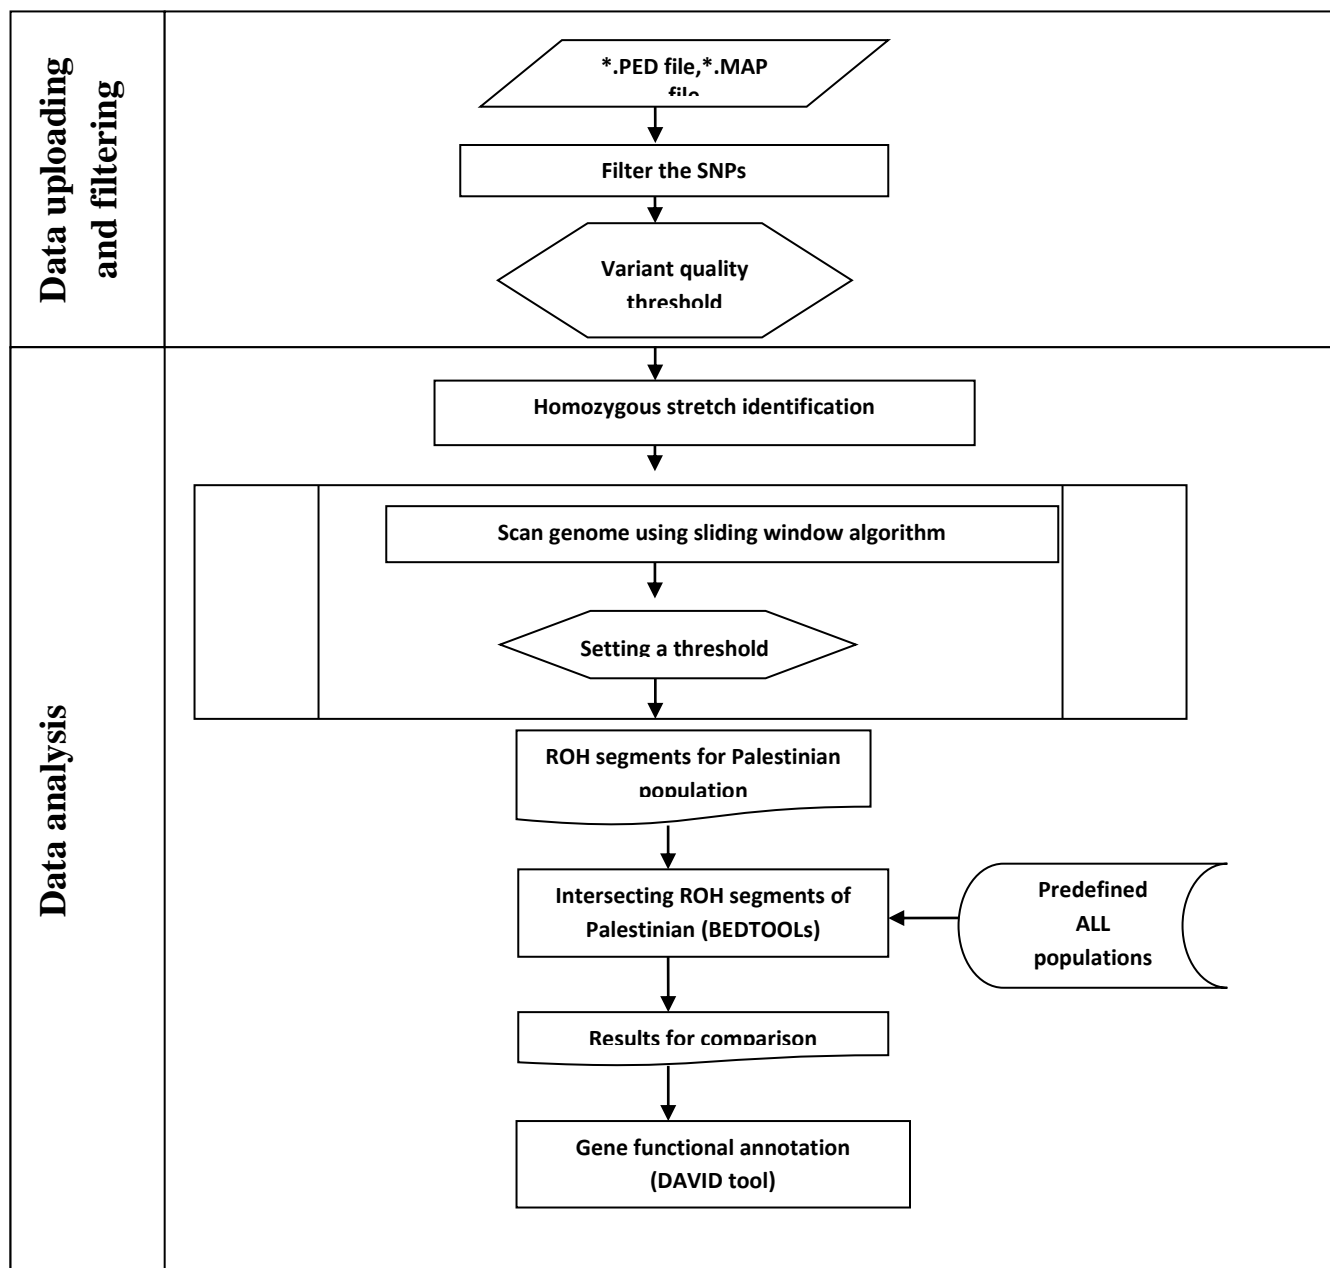 Data uploading
and filtering
*.PED file,*.MAP
file
Filter the SNPs
Variant quality
threshold
Data analysis
Homozygous stretch identification
Scan genome using sliding window algorithm
Setting a threshold
ROH segments for Palestinian
population
Intersecting ROH segments of
Palestinian (BEDTOOLs)
Predefined
ALL
populations
Results for comparison
Gene functional annotation
(DAVID tool)